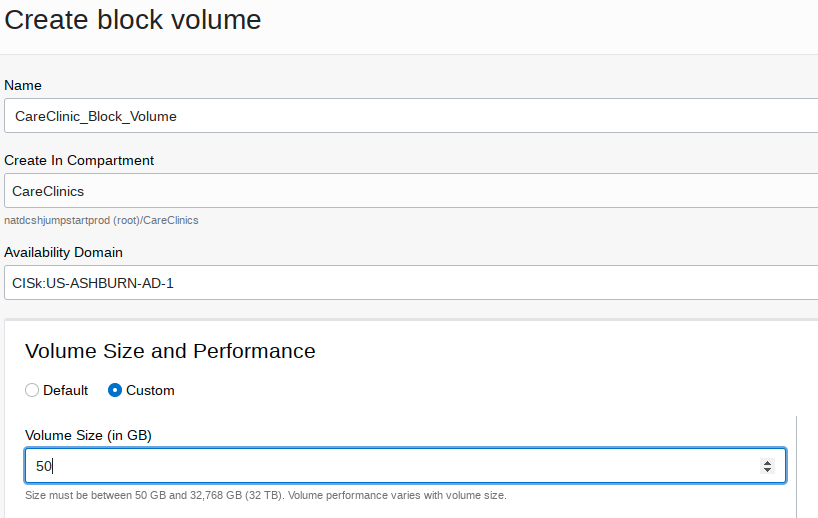 Create block volume
Name
CareClinic_Block_Volume
Create In Compartment
CareClinics
natdcshjumpstartprod (root)/CareClinics
Availability Domain
CISk:US-ASHBURN-AD-1
Volume Size and Performance
Default Custom
Volume Size (in GB)
50
Size must be between 50 GB and 32,768 GB (32 TB). Volume performance varies with volume size.